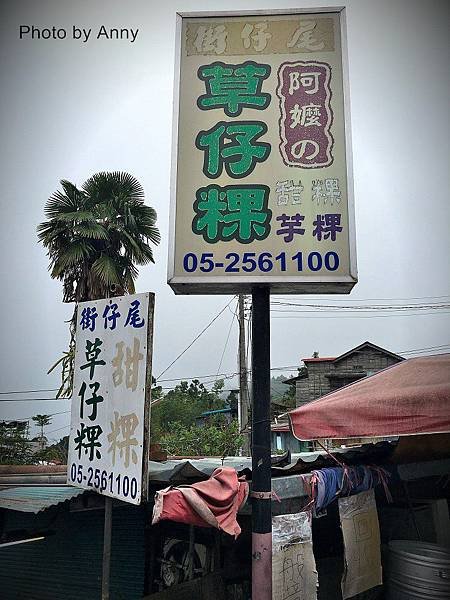 Photo by Anny
街仔尾
草仔粿
阿嬤の
甜粿
芋粿
05-2561100
街仔尾
草仔粿
甜粿
05-2561100